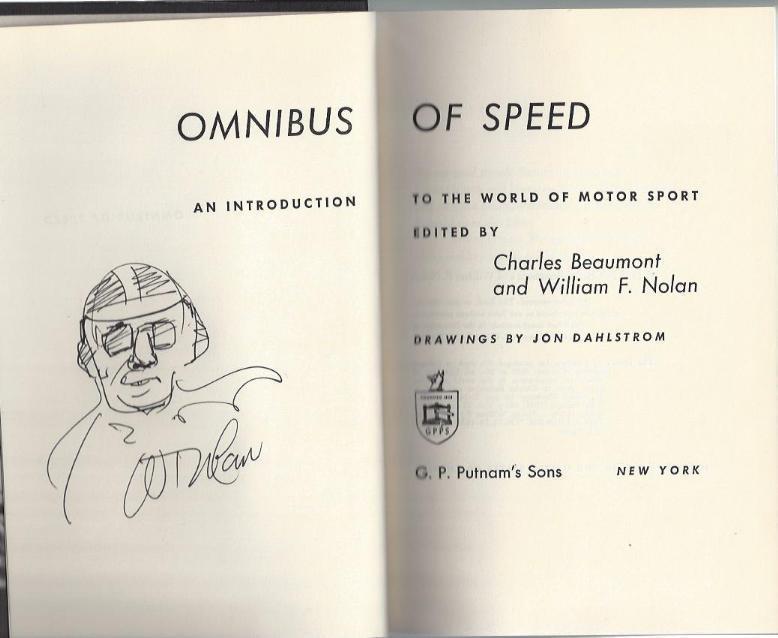 OMNIBUS OF SPEED
AN INTRODUCTION TO THE WORLD OF MOTOR SPORT
EDITED BY
Charles Beaumont
and William F. Nolan
DRAWINGS BY JON DAHLSTROM
GPPS
G. P. Putnam's Sons NEW YORK